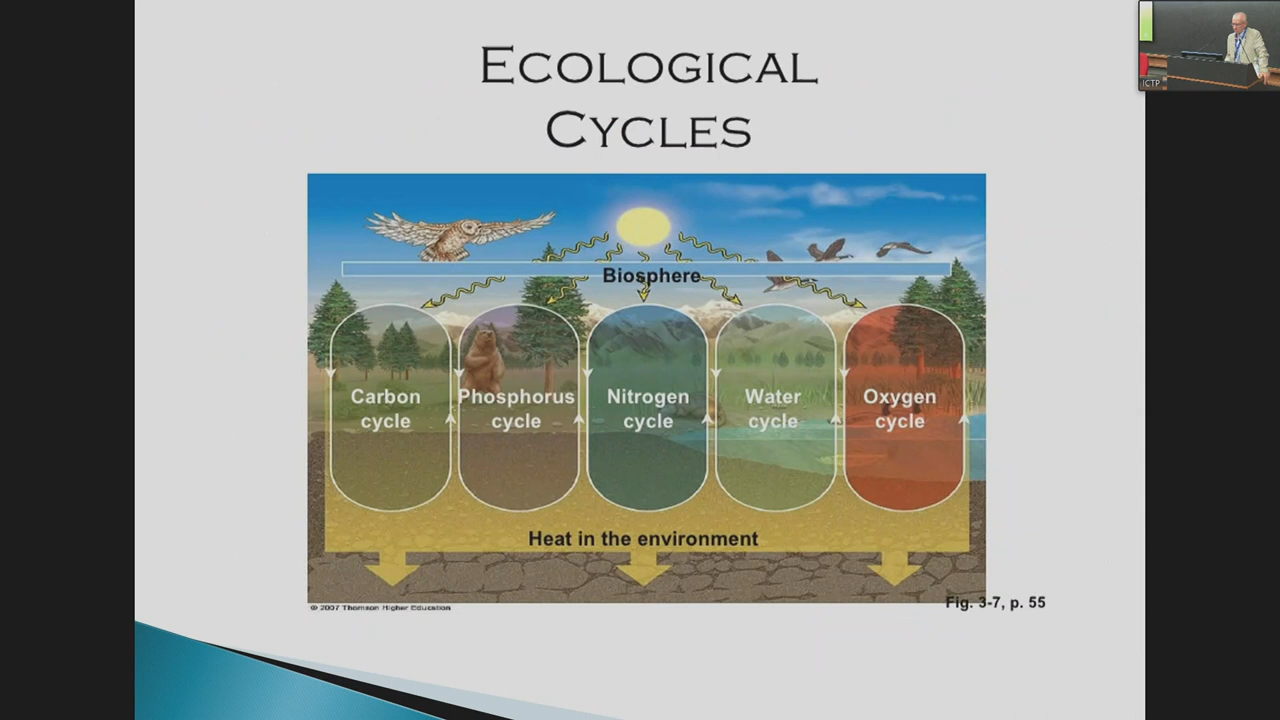 ECOLOGICAL
CYCLES
ICTP
Biosphere
Carbon
cycle
Phosphorus
cycle
Nitrogen
cycle
Water
cycle
Oxygen
cycle
Heat in the environment
© 2007 Thomson Higher Education
Fig. 3-7, p. 55